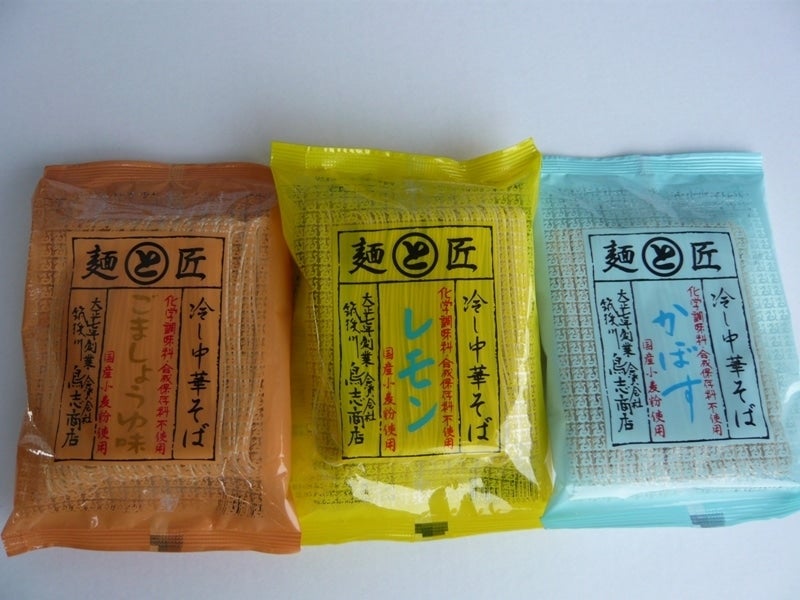 麺 と 匠
冷し中華そば
化学調味料 合成保存料不使用
ごましょうゆ味
国産小麦粉使用
大正七年創業 合資会社
筑後川 鳥志商店
麺 と 匠
冷し中華そば
化学調味料 合成保存料不使用
レモン
国産小麦粉使用
大正七年創業 合資会社
筑後川 鳥志商店
麺 と 匠
冷し中華そば
化学調味料 合成保存料不使用
かぼす
国産小麦粉使用
大正七年創業 合資会社
筑後川 鳥志商店